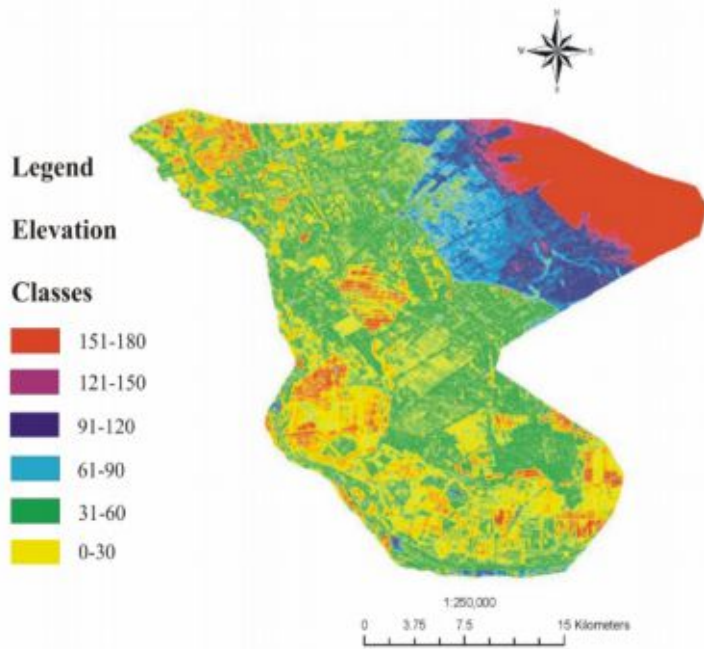 N
W E
S
Legend
Elevation
Classes
151-180
121-150
91-120
61-90
31-60
0-30
1:250,000
0 3.75 7.5 15 Kilometers